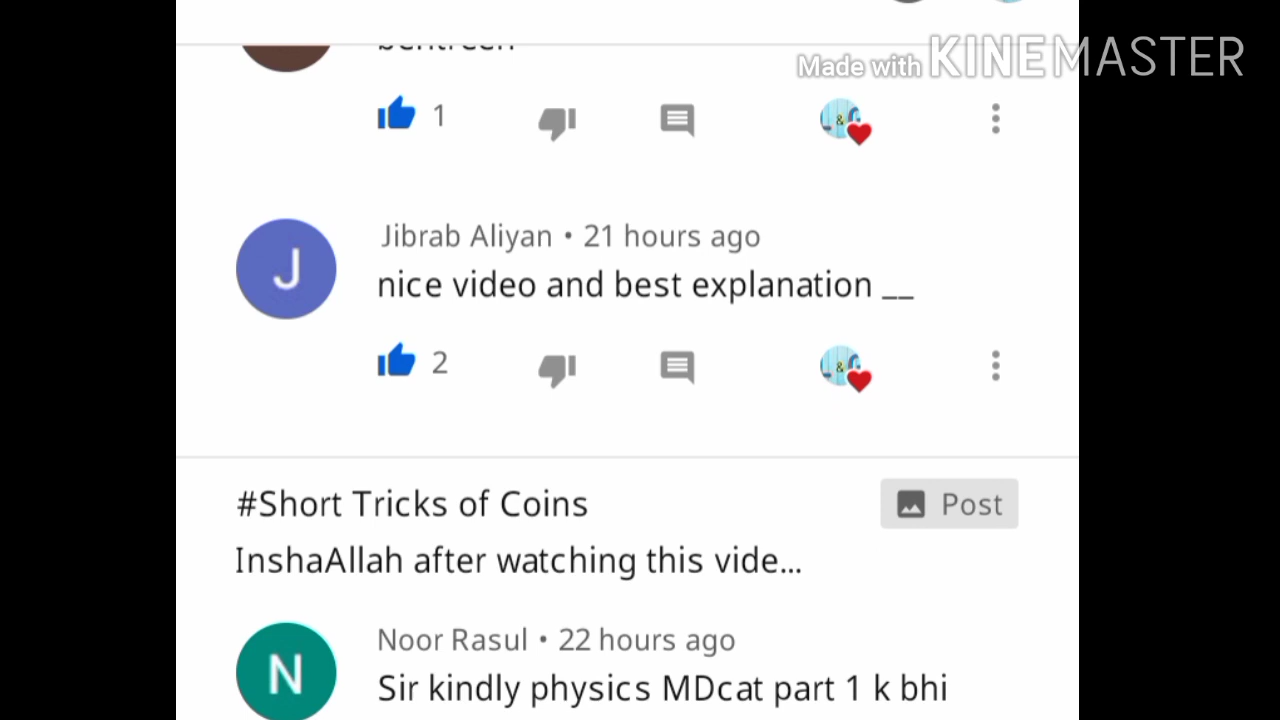 Made with KINEMASTER
1
Jibrab Aliyan • 21 hours ago
nice video and best explanation __
2
#Short Tricks of Coins
Post
InshaAllah after watching this vide...
N
J
Noor Rasul • 22 hours ago
Sir kindly physics MDcat part 1 k bhi